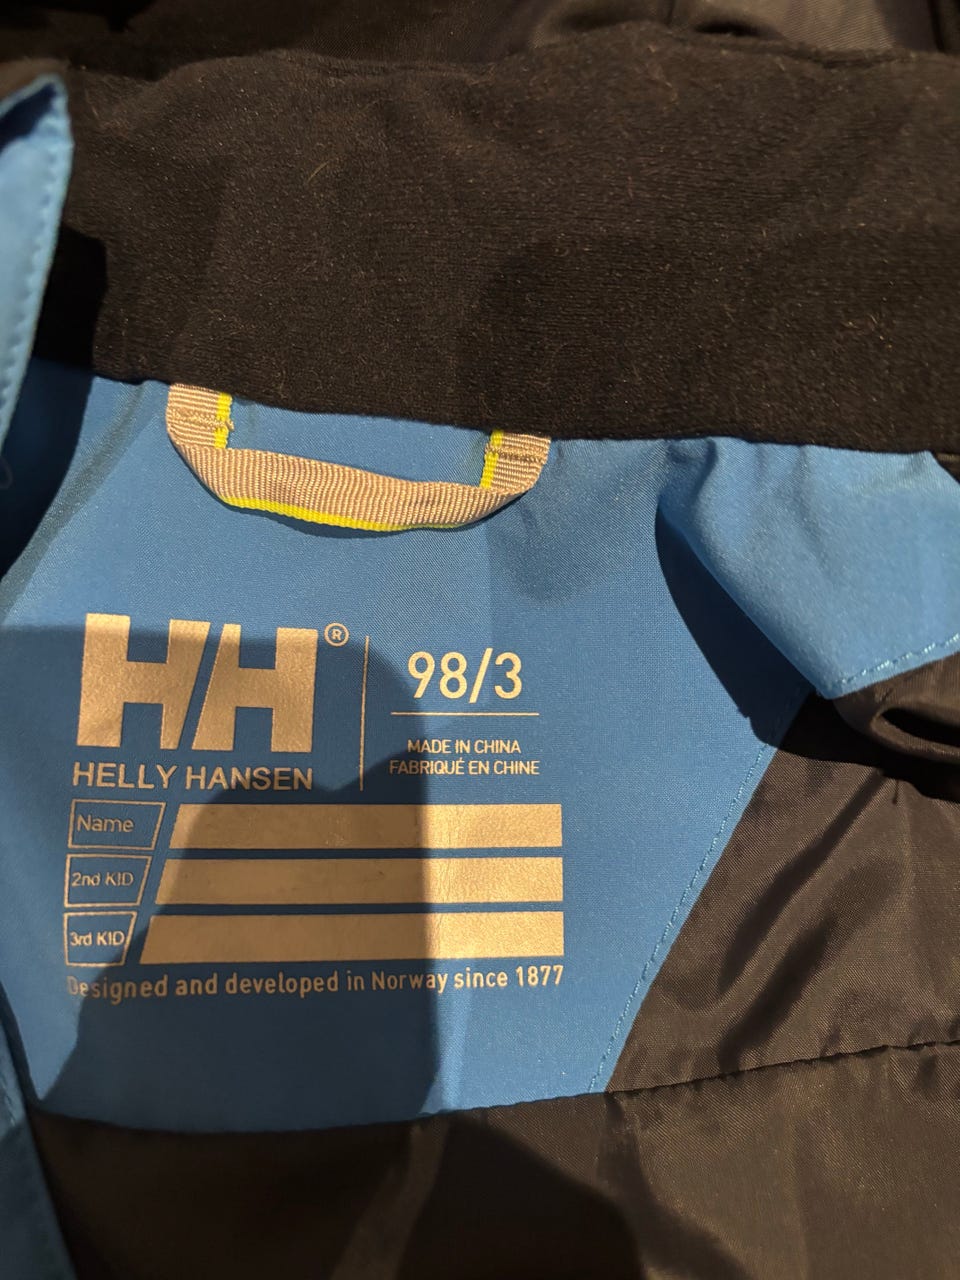 HH®
HELLY HANSEN
98/3
MADE IN CHINA
FABRIQUÉ EN CHINE
Name
2nd KID
3rd KID
Designed and developed in Norway since 1877